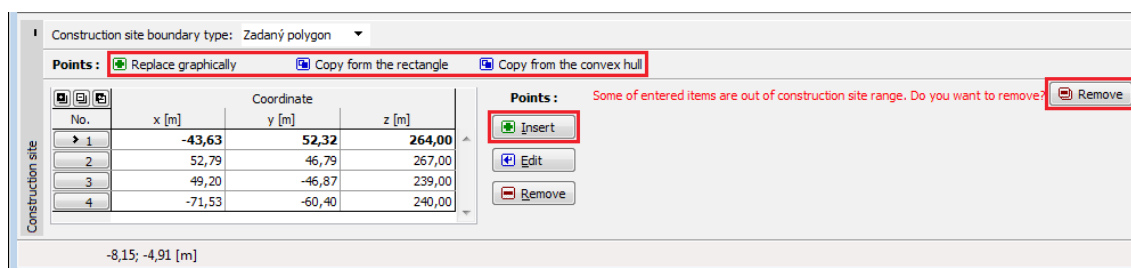 Construction site boundary type: Zadaný polygon
Points : Replace graphically Copy form the rectangle Copy from the convex hull
Coordinate
No. x [m] y [m] z [m]
1 -43,63 52,32 264,00
2 52,79 46,79 267,00
3 49,20 -46,87 239,00
4 -71,53 -60,40 240,00
Points :
Insert
Edit
Remove
Some of entered items are out of construction site range. Do you want to remove? Remove
Construction site
-8,15; -4,91 [m]